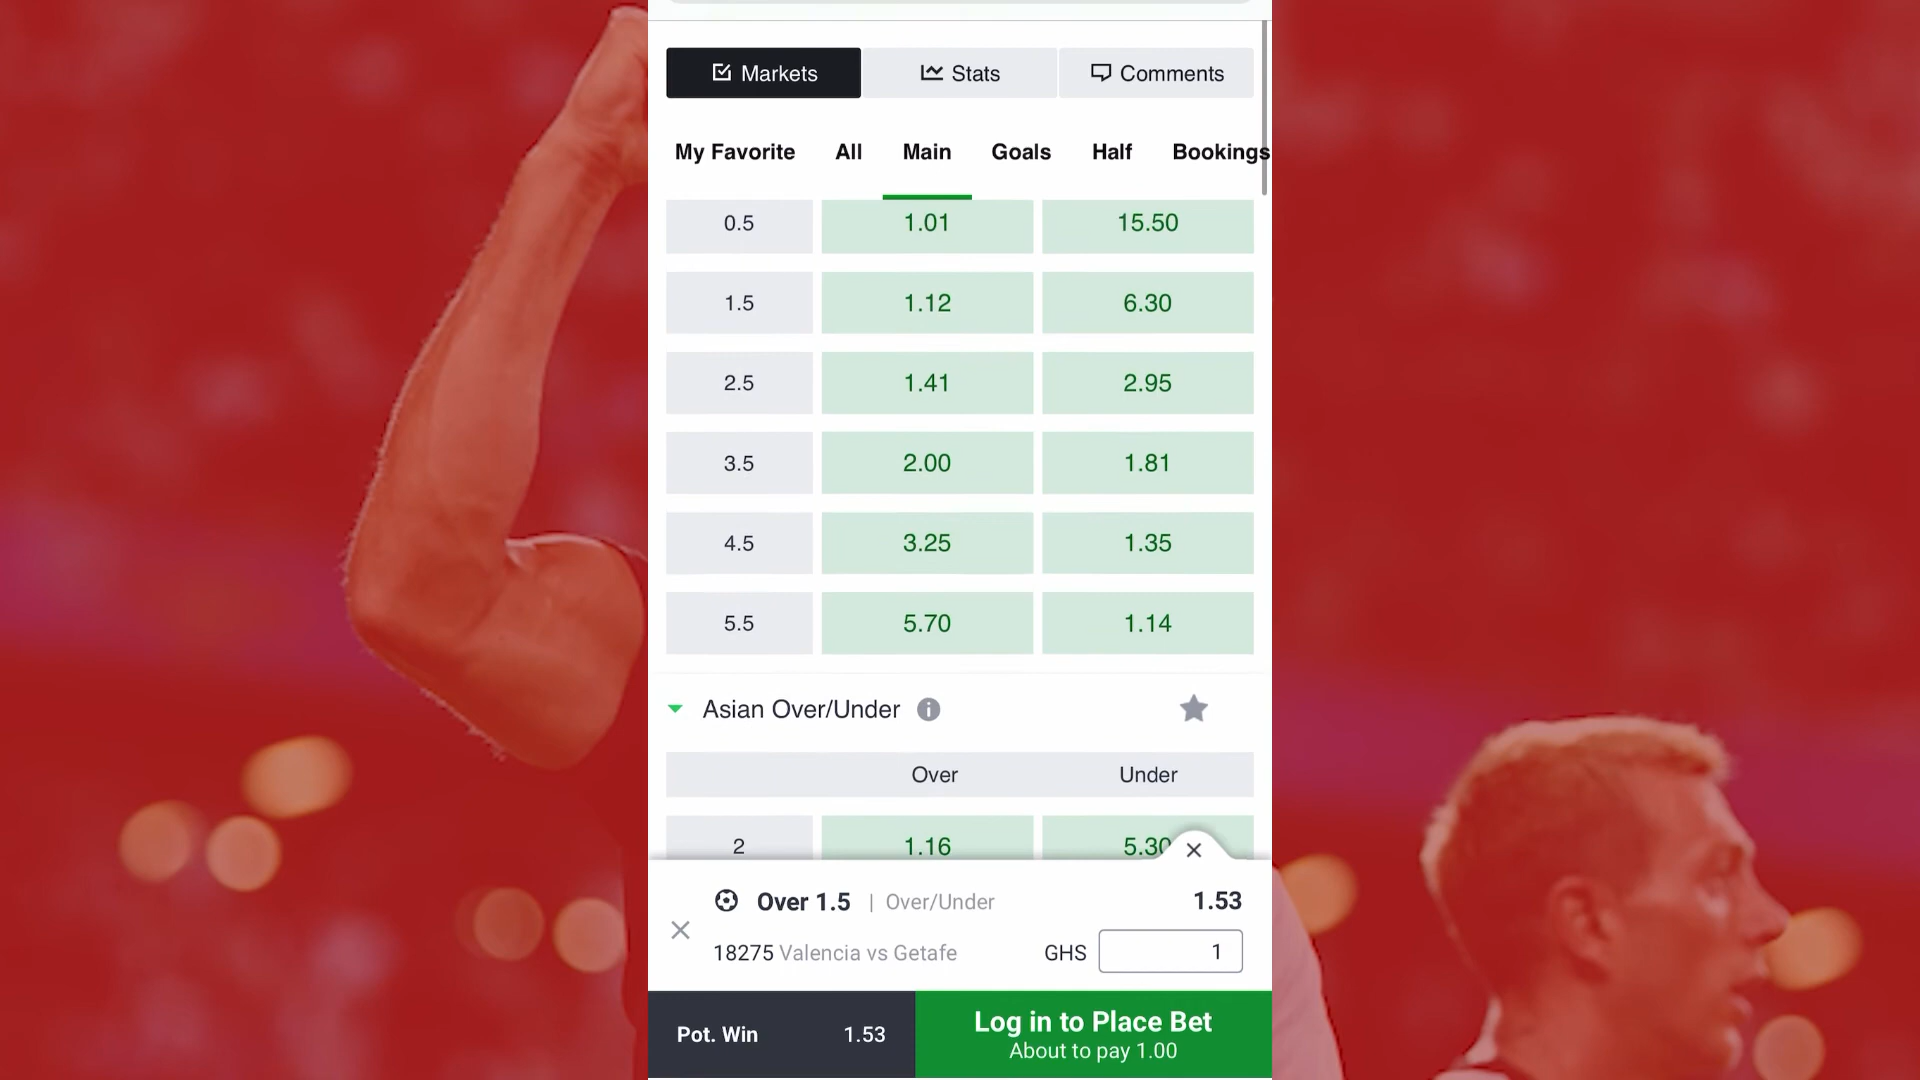 Markets Stats Comments
My Favorite All Main Goals Half Bookings
0.5 1.01 15.50
1.5 1.12 6.30
2.5 1.41 2.95
3.5 2.00 1.81
4.5 3.25 1.35
5.5 5.70 1.14
Asian Over/Under
Over Under
2 1.16 5.30
Over 1.5 | Over/Under 1.53
18275 Valencia vs Getafe GHS 1
Pot. Win 1.53 Log in to Place Bet
About to pay 1.00